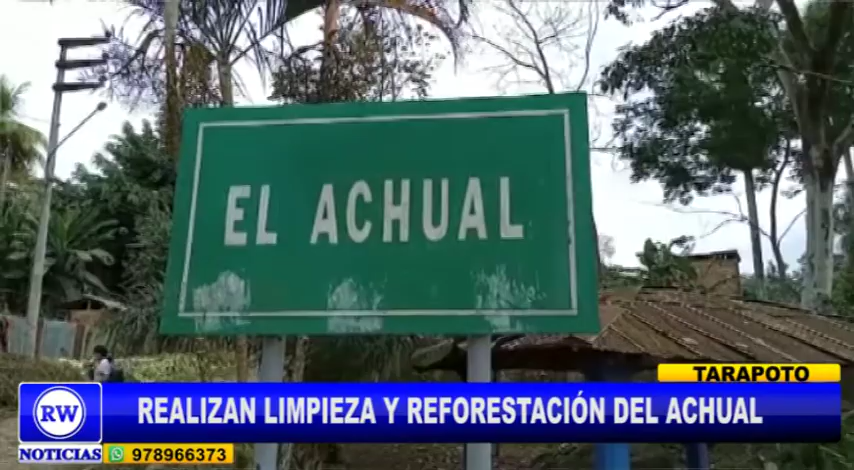 EL ACHUAL
TARAPOTO
REALIZAN LIMPIEZA Y REFORESTACIÓN DEL ACHUAL
RW
NOTICIAS
978966373